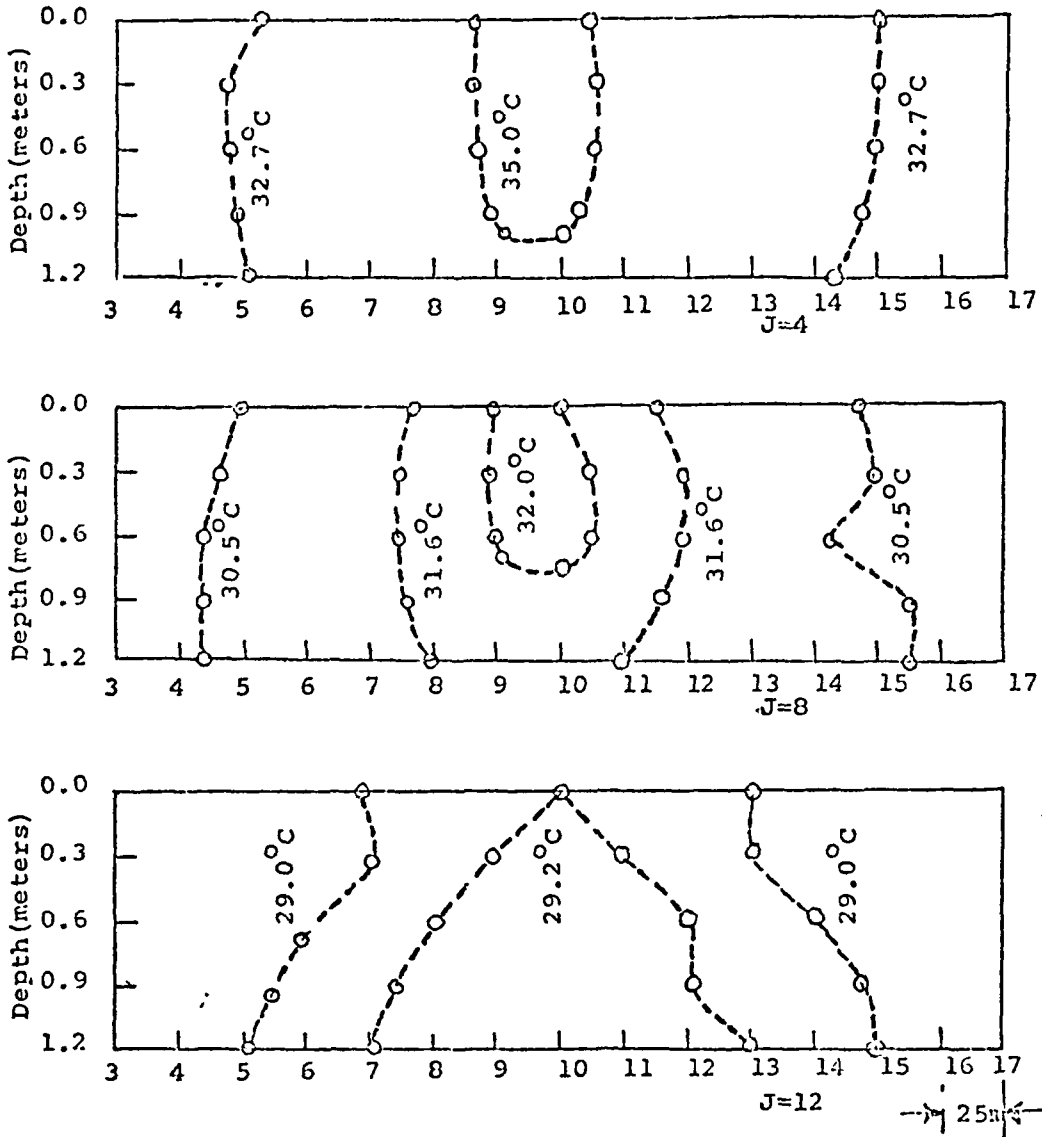 0.0
0.3
0.6
0.9
1.2
Depth(meters)
32.7°C
35.0°C
32.7°C
3 4 5 6 7 8 9 10 11 12 13 14 15 16 17
J=4
0.0
0.3
0.6
0.9
1.2
Depth(meters)
30.5°C
31.6°C
32.0°C
31.6°C
30.5°C
3 4 5 6 7 8 9 10 11 12 13 14 15 16 17
J=8
0.0
0.3
0.6
0.9
1.2
Depth(meters)
29.0°C
29.2°C
29.0°C
3 4 5 6 7 8 9 10 11 12 13 14 15 16 17
J=12
25m